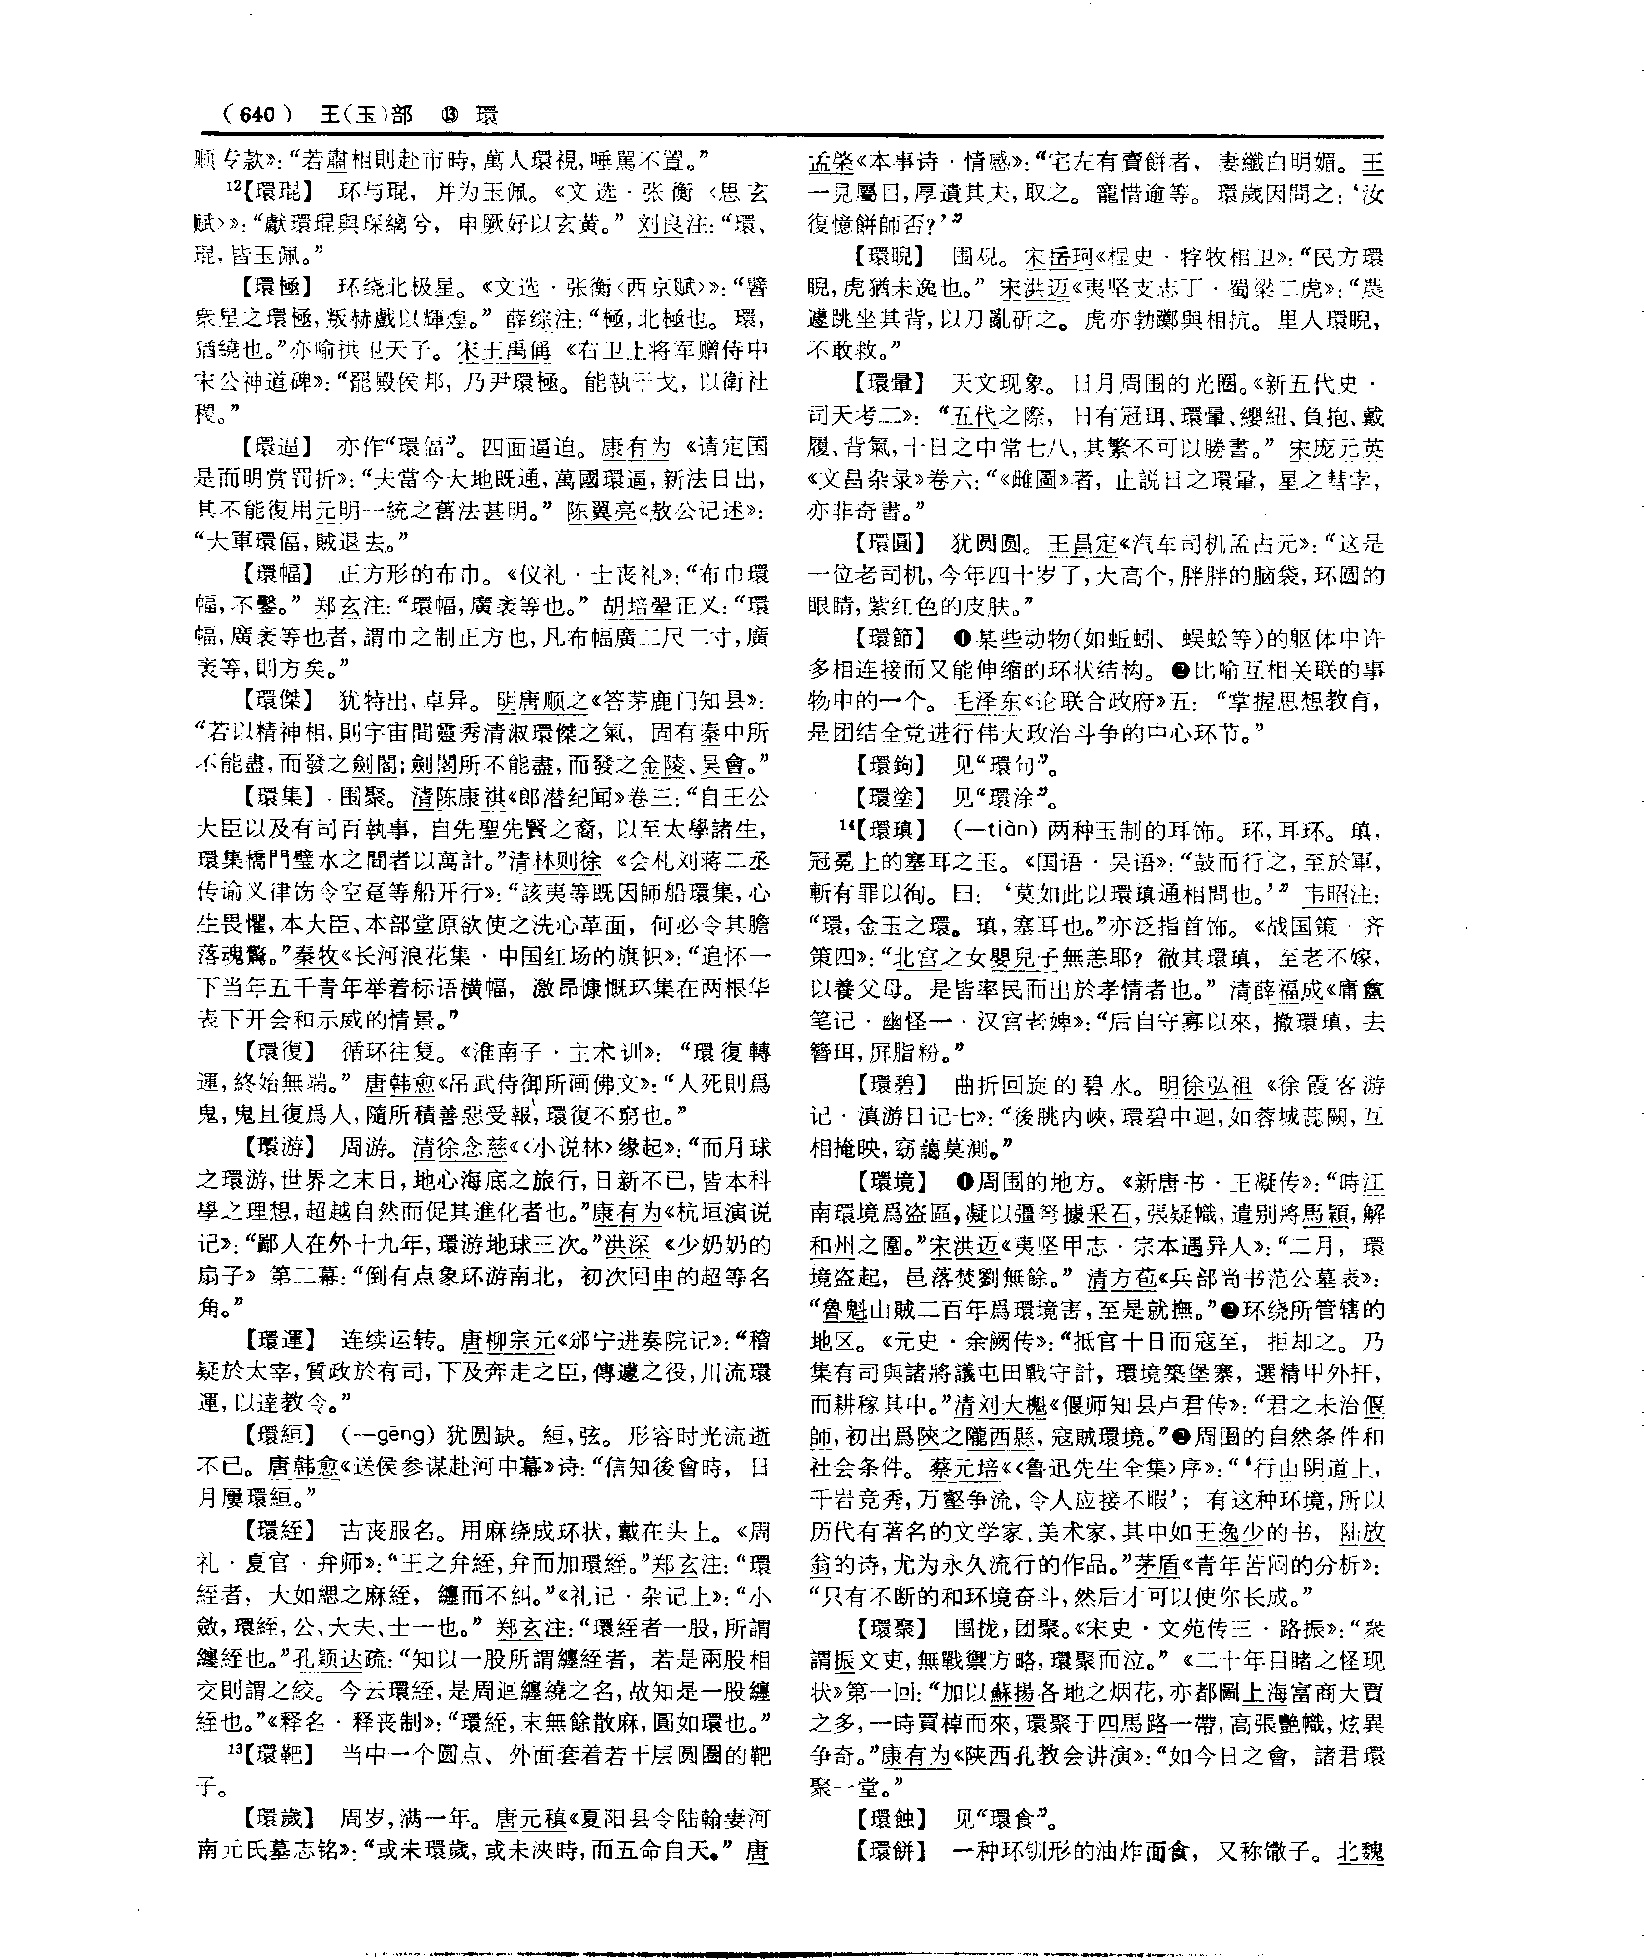 （640） 王(玉)部 ⑬ 環
顺专款》：“若肅相則赴市時，萬人環視，唾罵不置。”
¹²【環琨】 环与琨，并为玉佩。《文选·张衡〈思玄
赋〉》：“獻環琨與琛縭兮，申厥好以玄黄。”刘良注：“環、
琨，皆玉佩。”
【環極】 环绕北极星。《文选·张衡〈西京赋〉》：“譬
衆星之環極，叛赫戲以輝煌。”薛综注：“極，北極也。環，
猶繞也。”亦喻拱卫天子。宋王禹偁《右卫上将军赠侍中
宋公神道碑》：“罷殿侯邦，乃尹環極。能執干戈，以衛社
稷。”
【環逼】 亦作“環偪”。四面逼迫。康有为《请定国
是而明赏罚折》：“夫當今大地既通，萬國環逼，新法日出，
其不能復用元明一統之舊法甚明。”陈翼亮《敖公记述》：
“大軍環偪，賊退去。”
【環幅】 正方形的布巾。《仪礼·士丧礼》：“布巾環
幅，不鑿。”郑玄注：“環幅，廣袤等也。”胡培翬正义：“環
幅，廣袤等也者，謂巾之制正方也，凡布幅廣二尺二寸，廣
袤等，則方矣。”
【環傑】 犹特出，卓异。明唐顺之《答茅鹿门知县》：
“若以精神相，則宇宙間靈秀清淑環傑之氣，固有秦中所
不能盡，而發之劍閣；劍閣所不能盡，而發之金陵、吴會。”
【環集】 围聚。清陈康祺《郎潜纪闻》卷三：“自王公
大臣以及有司百執事，自先聖先賢之裔，以至太學諸生，
環集橋門璧水之間者以萬計。”清林则徐《会札刘蒋二丞
传谕义律饬令空趸等船开行》：“該夷等既因師船環集，心
生畏懼，本大臣、本部堂原欲使之洗心革面，何必令其膽
落魂驚。”秦牧《长河浪花集·中国红场的旗帜》：“追怀一
下当年五千青年举着标语横幅，激昂慷慨环集在两根华
表下开会和示威的情景。”
【環復】 循环往复。《淮南子·主术训》：“環復轉
運，終始無端。”唐韩愈《吊武侍御所画佛文》：“人死則爲
鬼，鬼且復爲人，隨所積善惡受報，環復不窮也。”
【環游】 周游。清徐念慈《〈小说林〉缘起》：“而月球
之環游，世界之末日，地心海底之旅行，日新不已，皆本科
學之理想，超越自然而促其進化者也。”康有为《杭垣演说
记》：“鄙人在外十九年，環游地球三次。”洪深《少奶奶的
扇子》第二幕：“倒有点象环游南北，初次回申的超等名
角。”
【環運】 连续运转。唐柳宗元《邠宁进奏院记》：“稽
疑於太宰，質政於有司，下及奔走之臣，傳遽之役，川流環
運，以達教令。”
【環緪】 （—gēng）犹圆缺。緪，弦。形容时光流逝
不已。唐韩愈《送侯参谋赴河中幕》诗：“信知後會時，日
月屢環緪。”
【環絰】 古丧服名。用麻绕成环状，戴在头上。《周
礼·夏官·弁师》：“王之弁絰，弁而加環絰。”郑玄注：“環
絰者，大如緦之麻絰，纏而不糾。”《礼记·杂记上》：“小
斂，環絰，公、大夫、士一也。”郑玄注：“環絰者一股，所謂
纏絰也。”孔颖达疏：“知以一股所謂纏絰者，若是兩股相
交則謂之絞。今云環絰，是周迴纏繞之名，故知是一股纏
絰也。”《释名·释丧制》：“環絰，末無餘散麻，圓如環也。”
¹³【環靶】 当中一个圆点、外面套着若干层圆圈的靶
子。
【環歲】 周岁，满一年。唐元稹《夏阳县令陆翰妻河
南元氏墓志铭》：“或未環歲，或未浹時，而五命自天。”唐
孟棨《本事诗·情感》：“宅左有賣餅者，妻纖白明媚。王
一見屬目，厚遺其夫，取之。寵惜逾等。環歲因問之：‘汝
復憶餅師否？’”
【環睨】 围观。宋岳珂《桯史·牸牧相卫》：“民方環
睨，虎猶未逸也。”宋洪迈《夷坚支志丁·蜀梁二虎》：“農
遽跳坐其背，以刀亂斫之。虎亦勃躑與相抗。里人環睨，
不敢救。”
【環暈】 天文现象。日月周围的光圈。《新五代史·
司天考二》：“五代之際，日有冠珥、環暈、纓紐、負抱、戴
履、背氣，十日之中常七八，其繁不可以勝書。”宋庞元英
《文昌杂录》卷六：“《雌圖》者，止説日之環暈，星之彗孛，
亦非奇書。”
【環圓】 犹圆圆。王昌定《汽车司机孟占元》：“这是
一位老司机，今年四十岁了，大高个，胖胖的脑袋，环圆的
眼睛，紫红色的皮肤。”
【環節】 ❶某些动物(如蚯蚓、蜈蚣等)的躯体中许
多相连接而又能伸缩的环状结构。❷比喻互相关联的事
物中的一个。毛泽东《论联合政府》五：“掌握思想教育，
是团结全党进行伟大政治斗争的中心环节。”
【環鉤】 见“環句”。
【環塗】 见“環涂”。
¹⁴【環瑱】 （—tiàn）两种玉制的耳饰。环，耳环。瑱，
冠冕上的塞耳之玉。《国语·吴语》：“鼓而行之，至於軍，
斬有罪以徇。曰：‘莫如此以環瑱通相問也。’”韦昭注：
“環，金玉之環。瑱，塞耳也。”亦泛指首饰。《战国策·齐
策四》：“北宫之女嬰兒子無恙耶？徹其環瑱，至老不嫁，
以養父母。是皆率民而出於孝情者也。”清薛福成《庸盦
笔记·幽怪一·汉宫老婢》：“后自守寡以來，撤環瑱，去
簪珥，屏脂粉。”
【環碧】 曲折回旋的碧水。明徐弘祖《徐霞客游
记·滇游日记七》：“後眺内峽，環碧中迴，如蓉城蕊闕，互
相掩映，窈藹莫測。”
【環境】 ❶周围的地方。《新唐书·王凝传》：“時江
南環境爲盗區，凝以彊弩據采石，張疑幟，遣别將馬穎，解
和州之圍。”宋洪迈《夷坚甲志·宗本遇异人》：“二月，環
境盗起，邑落焚劉無餘。”清方苞《兵部尚书范公墓表》：
“魯魁山賊二百年爲環境害，至是就撫。”❷环绕所管辖的
地区。《元史·余阙传》：“抵官十日而寇至，拒却之。乃
集有司與諸將議屯田戰守計，環境築堡寨，選精甲外扞，
而耕稼其中。”清刘大櫆《偃师知县卢君传》：“君之未治偃
師，初出爲陝之隴西縣，寇賊環境。”❷周围的自然条件和
社会条件。蔡元培《〈鲁迅先生全集〉序》：“‘行山阴道上，
千岩竞秀，万壑争流，令人应接不暇’；有这种环境，所以
历代有著名的文学家、美术家，其中如王逸少的书，陆放
翁的诗，尤为永久流行的作品。”茅盾《青年苦闷的分析》：
“只有不断的和环境奋斗，然后才可以使你长成。”
【環聚】 围拢，团聚。《宋史·文苑传三·路振》：“衆
謂振文吏，無戰禦方略，環聚而泣。”《二十年目睹之怪现
状》第一回：“加以蘇揚各地之烟花，亦都圖上海富商大賈
之多，一時買棹而來，環聚于四馬路一帶，高張艷幟，炫異
争奇。”康有为《陕西孔教会讲演》：“如今日之會，諸君環
聚一堂。”
【環蝕】 见“環食”。
【環餅】 一种环钏形的油炸面食，又称馓子。北魏